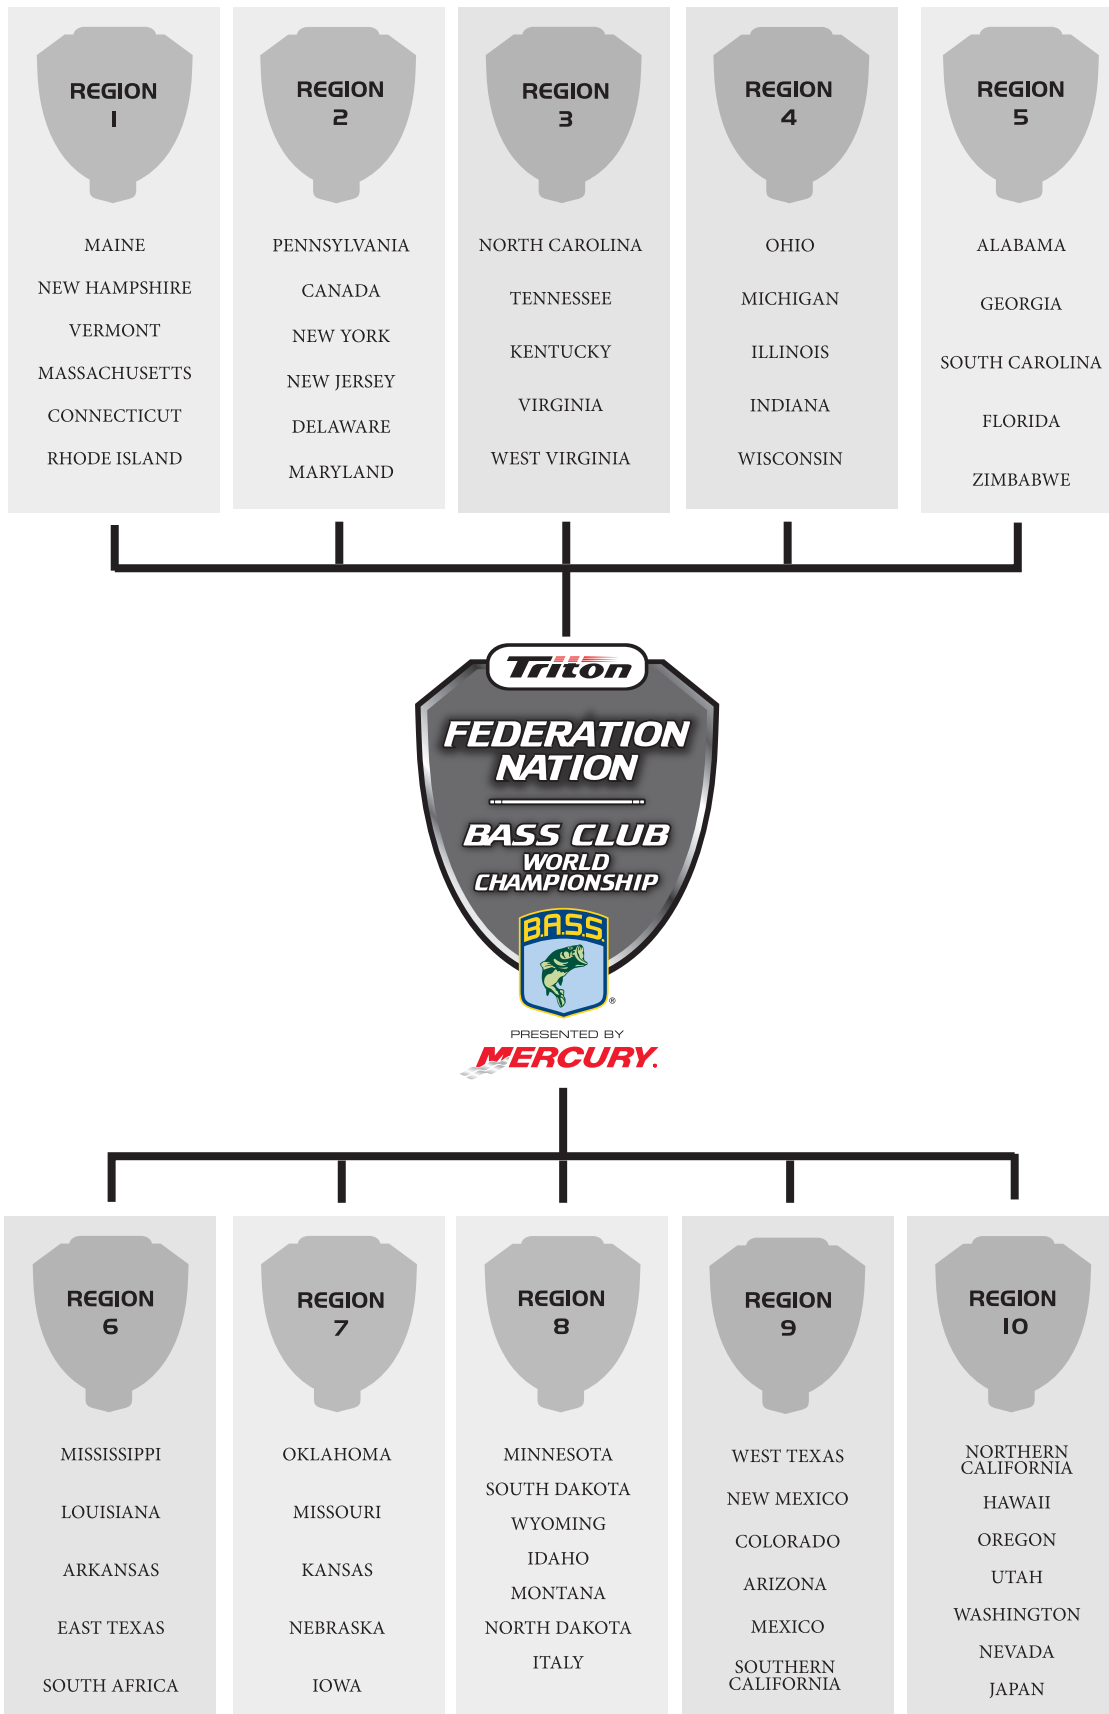 REGION
1
MAINE
NEW HAMPSHIRE
VERMONT
MASSACHUSETTS
CONNECTICUT
RHODE ISLAND
REGION
2
PENNSYLVANIA
CANADA
NEW YORK
NEW JERSEY
DELAWARE
MARYLAND
REGION
3
NORTH CAROLINA
TENNESSEE
KENTUCKY
VIRGINIA
WEST VIRGINIA
REGION
4
OHIO
MICHIGAN
ILLINOIS
INDIANA
WISCONSIN
REGION
5
ALABAMA
GEORGIA
SOUTH CAROLINA
FLORIDA
ZIMBABWE
Triton
FEDERATION
NATION
BASS CLUB
WORLD
CHAMPIONSHIP
B.A.S.S.
®
PRESENTED BY
MERCURY.
REGION
6
MISSISSIPPI
LOUISIANA
ARKANSAS
EAST TEXAS
SOUTH AFRICA
REGION
7
OKLAHOMA
MISSOURI
KANSAS
NEBRASKA
IOWA
REGION
8
MINNESOTA
SOUTH DAKOTA
WYOMING
IDAHO
MONTANA
NORTH DAKOTA
ITALY
REGION
9
WEST TEXAS
NEW MEXICO
COLORADO
ARIZONA
MEXICO
SOUTHERN
CALIFORNIA
REGION
10
NORTHERN
CALIFORNIA
HAWAII
OREGON
UTAH
WASHINGTON
NEVADA
JAPAN